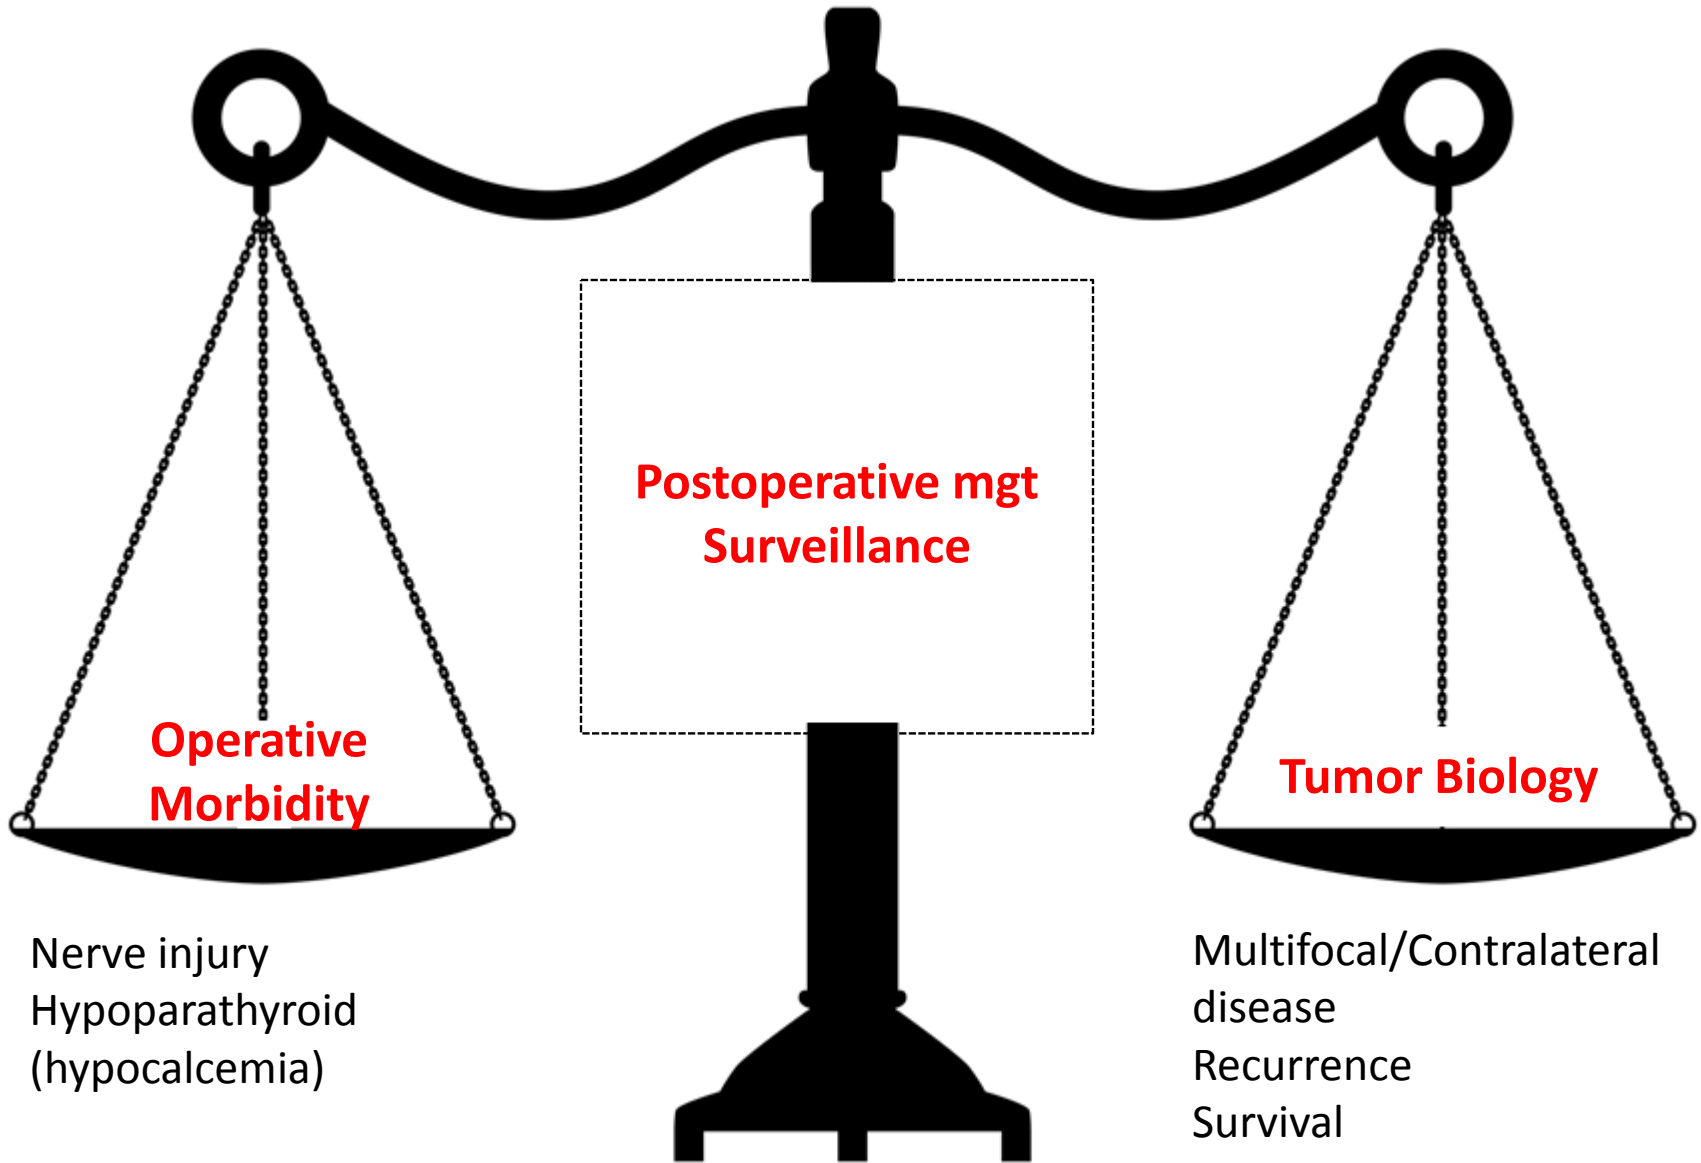 Postoperative mgt
Surveillance
Operative
Morbidity
Tumor Biology
Nerve injury
Hypoparathyroid
(hypocalcemia)
Multifocal/Contralateral
disease
Recurrence
Survival